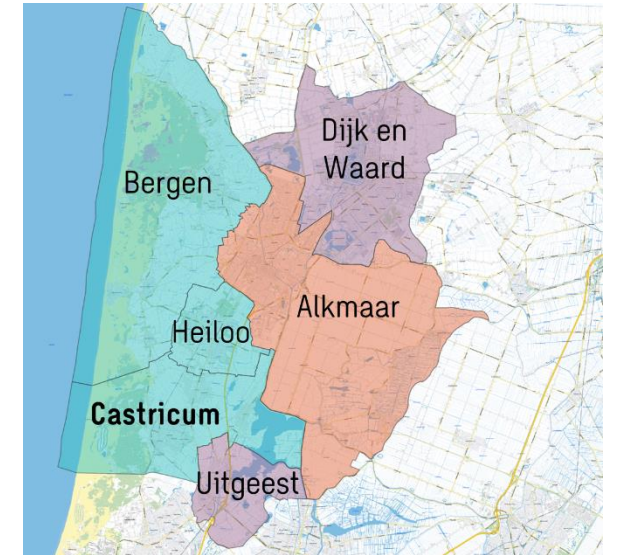 Dijk en
Waard
Bergen
Alkmaar
Heiloo
Castricum
Uitgeest